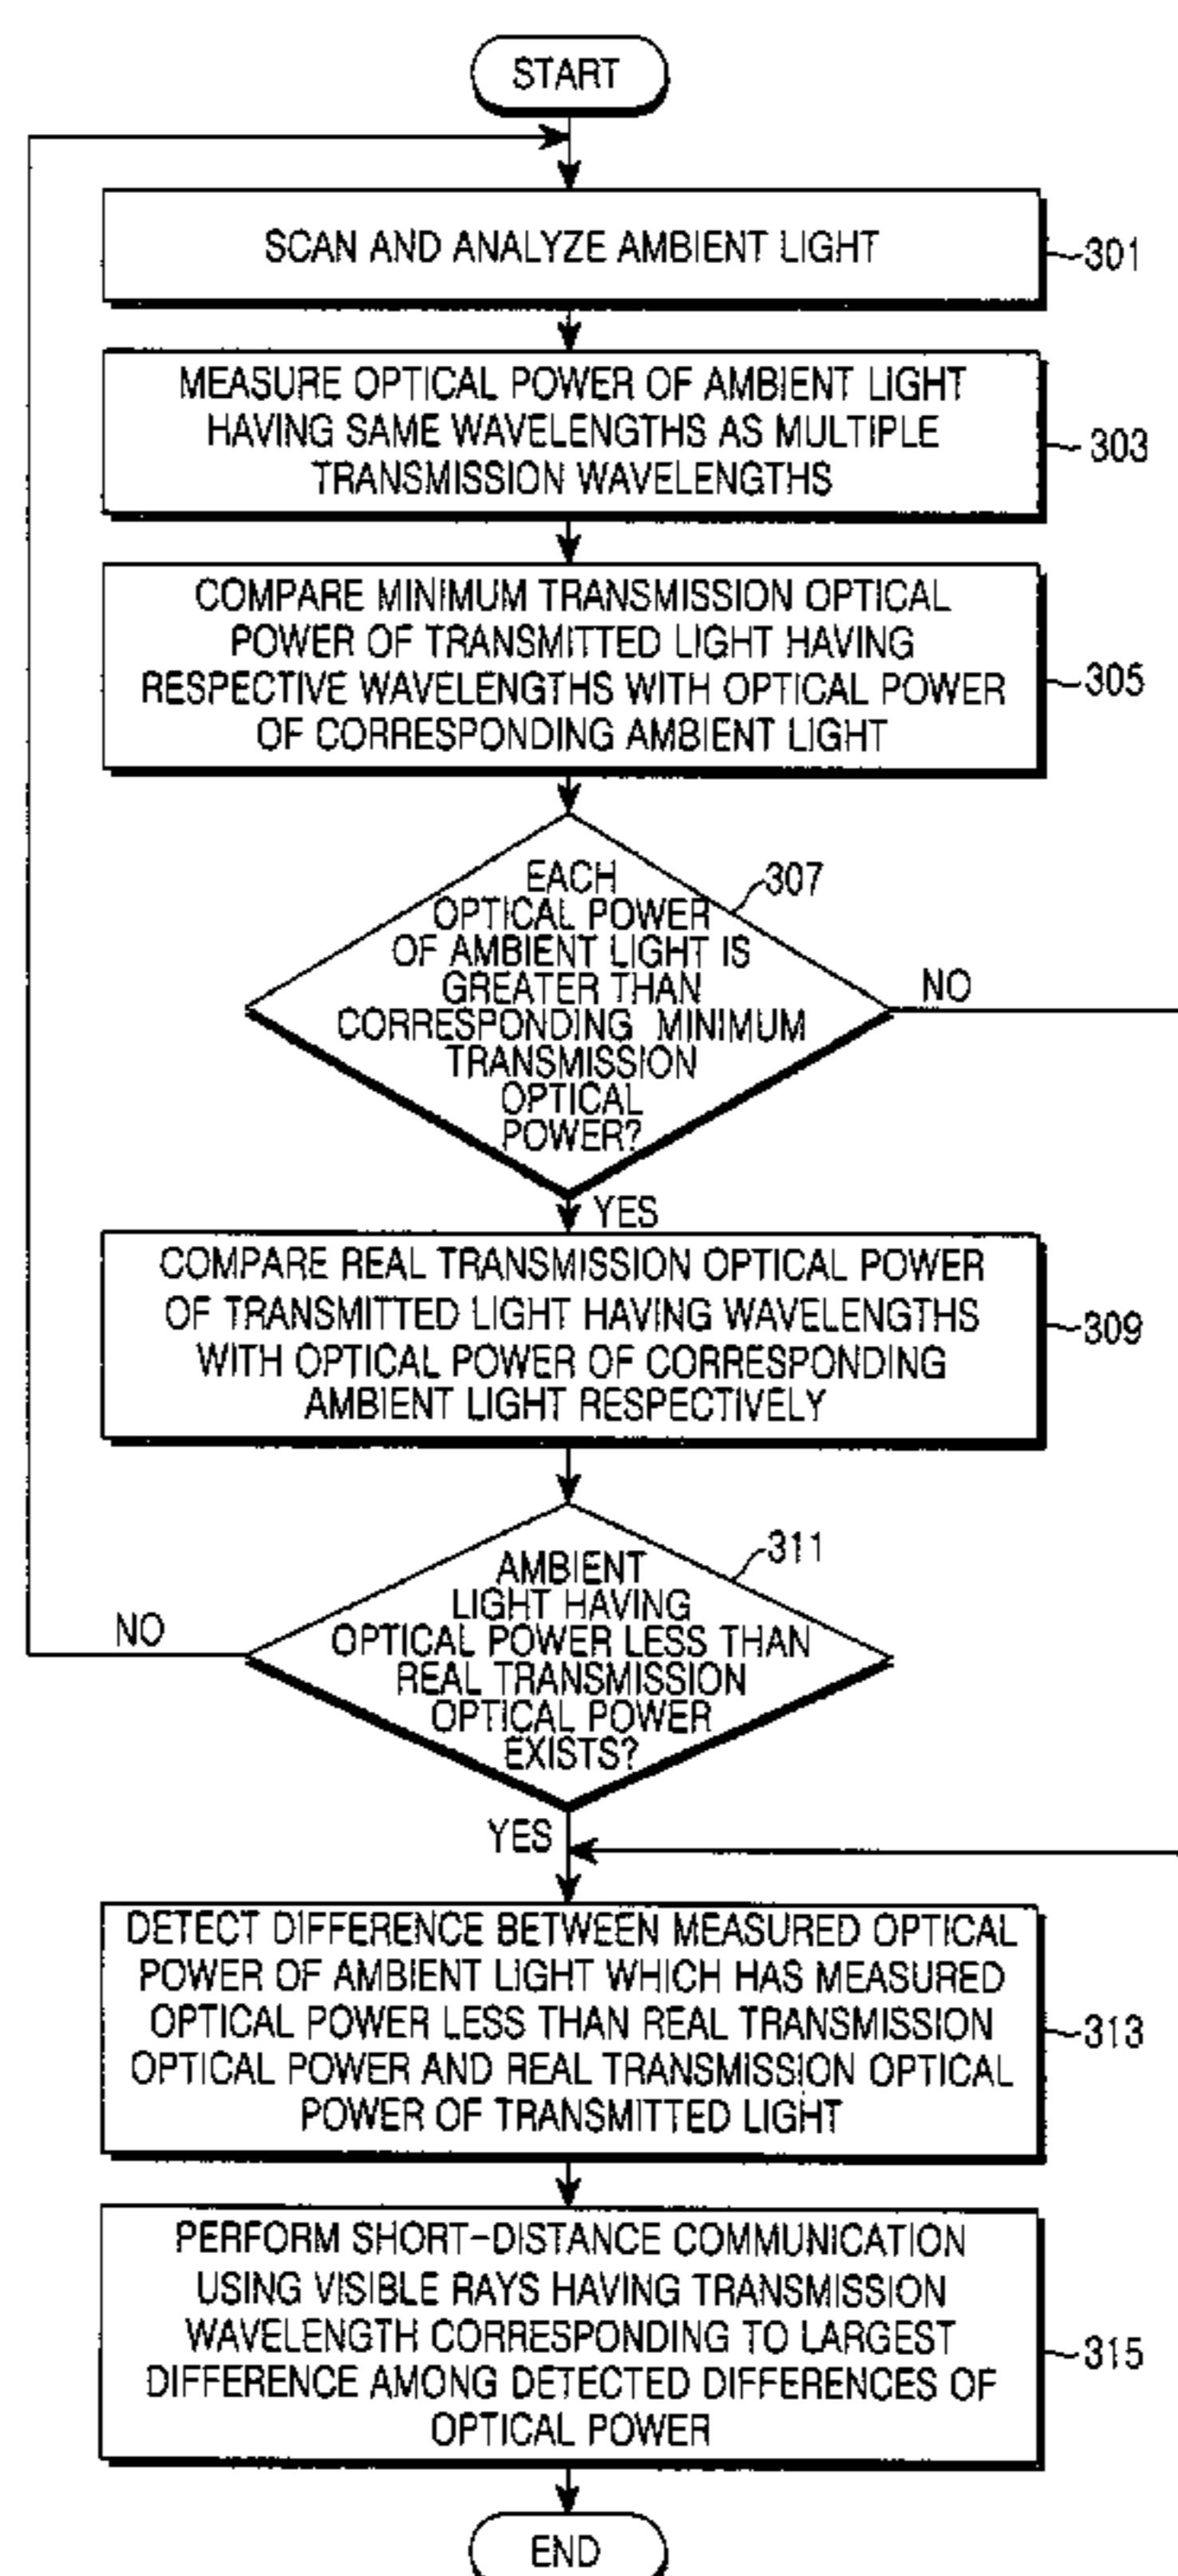 START
SCAN AND ANALYZE AMBIENT LIGHT
301
MEASURE OPTICAL POWER OF AMBIENT LIGHT
HAVING SAME WAVELENGTHS AS MULTIPLE
TRANSMISSION WAVELENGTHS
303
COMPARE MINIMUM TRANSMISSION OPTICAL
POWER OF TRANSMITTED LIGHT HAVING
RESPECTIVE WAVELENGTHS WITH OPTICAL POWER
OF CORRESPONDING AMBIENT LIGHT
305
EACH
OPTICAL POWER
OF AMBIENT LIGHT IS
GREATER THAN
CORRESPONDING MINIMUM
TRANSMISSION
OPTICAL
POWER?
307
NO
YES
COMPARE REAL TRANSMISSION OPTICAL POWER
OF TRANSMITTED LIGHT HAVING WAVELENGTHS
WITH OPTICAL POWER OF CORRESPONDING
AMBIENT LIGHT RESPECTIVELY
309
AMBIENT
LIGHT HAVING
OPTICAL POWER LESS THAN
REAL TRANSMISSION
OPTICAL POWER
EXISTS?
311
NO
YES
DETECT DIFFERENCE BETWEEN MEASURED OPTICAL
POWER OF AMBIENT LIGHT WHICH HAS MEASURED
OPTICAL POWER LESS THAN REAL TRANSMISSION
OPTICAL POWER AND REAL TRANSMISSION OPTICAL
POWER OF TRANSMITTED LIGHT
313
PERFORM SHORT-DISTANCE COMMUNICATION
USING VISIBLE RAYS HAVING TRANSMISSION
WAVELENGTH CORRESPONDING TO LARGEST
DIFFERENCE AMONG DETECTED DIFFERENCES OF
OPTICAL POWER
315
END